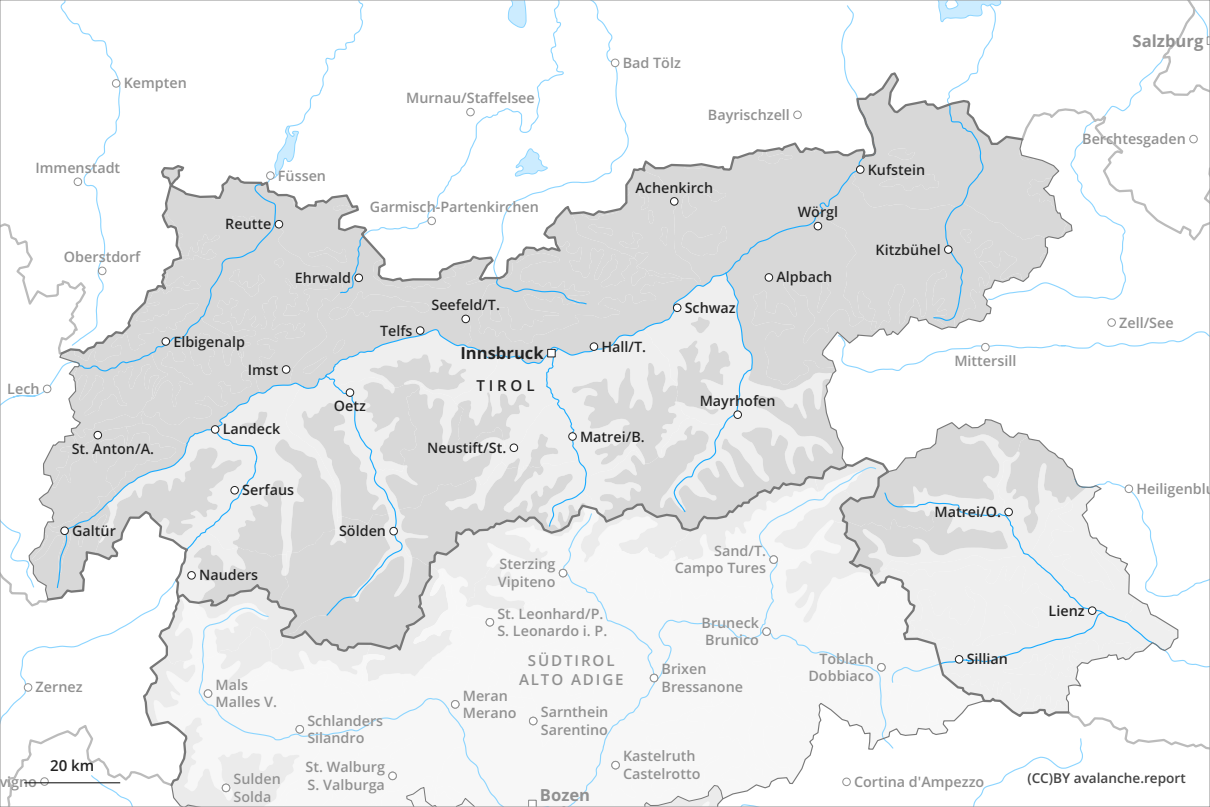 Salzburg
Bad Tölz
Kempten
Murnau/Staffelsee
Bayrischzell
Berchtesgaden
Immenstadt
Füssen
Kufstein
Achenkirch
Garmisch-Partenkirchen
Wörgl
Reutte
Kitzbühel
Oberstdorf
Ehrwald
Alpbach
Seefeld/T.
Schwaz
Zell/See
Telfs
Elbigenalp
Innsbruck
Hall/T.
Mittersill
Imst
TIROL
Lech
Oetz
Mayrhofen
Landeck
Matrei/B.
St. Anton/A.
Neustift/St.
Serfaus
Heiligenblu
Matrei/O.
Galtür
Sölden
Sand/T.
Campo Tures
Sterzing
Vipiteno
Nauders
Lienz
St. Leonhard/P.
S. Leonardo i. P.
Bruneck
Brunico
SÜDTIROL
ALTO ADIGE
Toblach
Dobbiaco
Sillian
Brixen
Bressanone
Zernez
Mals
Malles V.
Meran
Merano
Sarnthein
Sarentino
Schlanders
Silandro
Kastelruth
Castelrotto
20 km
St. Walburg
S. Valburga
vigno
Sulden
Solda
Cortina d'Ampezzo
(CC)BY avalanche.report
Bozen